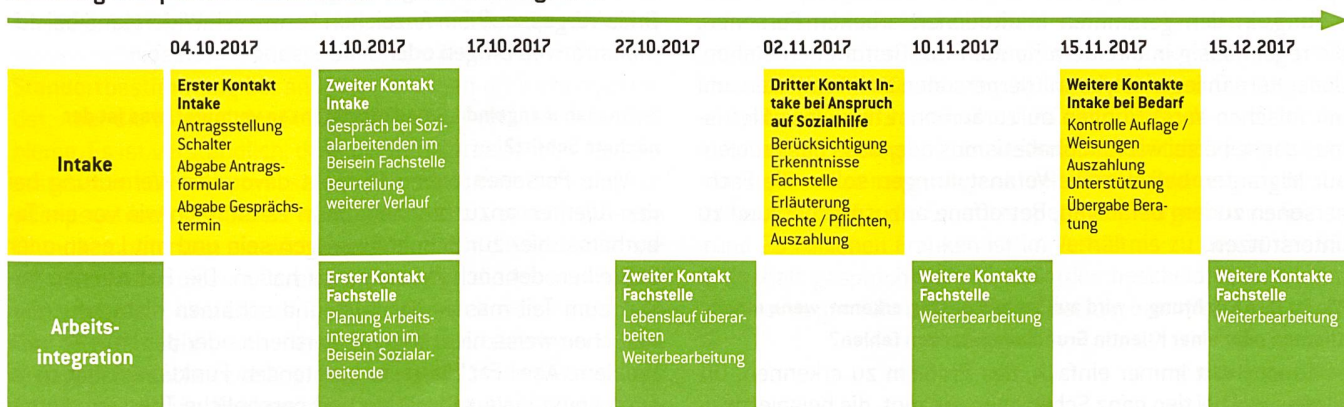 04.10.2017
11.10.2017
17.10.2017
27.10.2017
02.11.2017
10.11.2017
15.11.2017
15.12.2017
Intake
Erster Kontakt
Intake
Antragsstellung
Schalter
Abgabe Antrags-
formular
Abgabe Gesprächs-
termin
Zweiter Kontakt
Intake
Gespräch bei Sozi-
alarbeitenden im
Beisein Fachstelle
Beurteilung
weiterer Verlauf
Dritter Kontakt In-
take bei Anspruch
auf Sozialhilfe
Berücksichtigung
Erkenntnisse
Fachstelle
Erläuterung
Rechte / Pflichten,
Auszahlung
Weitere Kontakte
Intake bei Bedarf
Kontrolle Auflage /
Weisungen
Auszahlung
Unterstützung
Übergabe Bera-
tung
Arbeits-
integration
Erster Kontakt
Fachstelle
Planung Arbeits-
integration im
Beisein Sozialar-
beitende
Zweiter Kontakt
Fachstelle
Lebenslauf überar-
beiten
Weiterbearbeitung
Weitere Kontakte
Fachstelle
Weiterbearbeitung
Weitere Kontakte
Fachstelle
Weiterbearbeitung